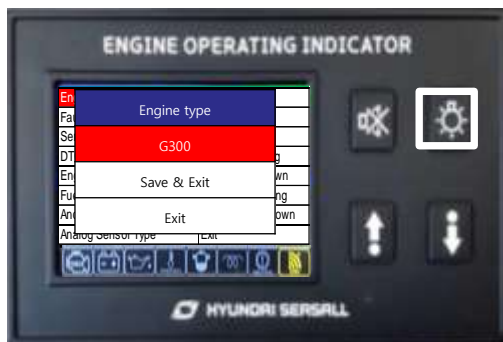 ENGINE OPERATING INDICATOR
Engine type
G300
Save & Exit
Exit
Analog Sensor Type Exit
HYUNDAI SEASALL